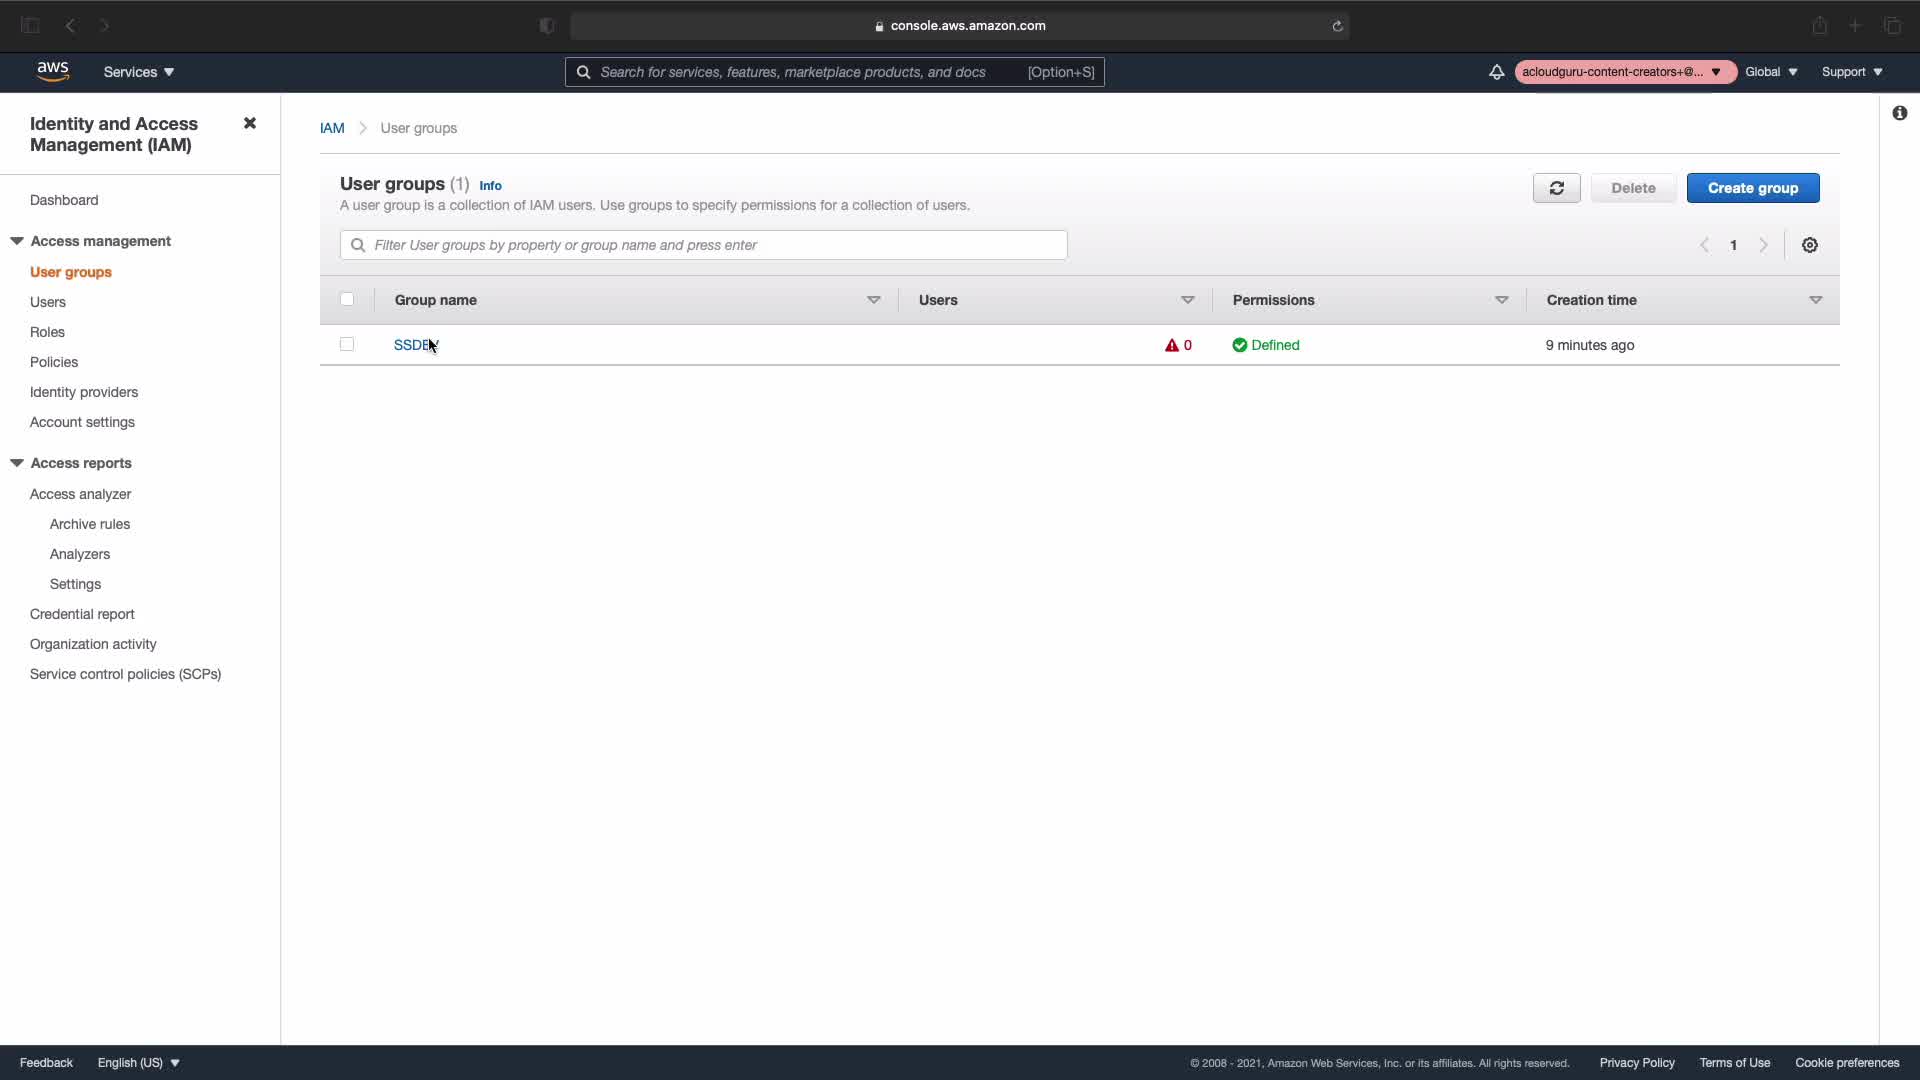 console.aws.amazon.com
aws
Services
Search for services, features, marketplace products, and docs
[Option+S]
acloudguru-content-creators+@...
Global
Support
Identity and Access
Management (IAM)
Dashboard
Access management
User groups
Users
Roles
Policies
Identity providers
Account settings
Access reports
Access analyzer
Archive rules
Analyzers
Settings
Credential report
Organization activity
Service control policies (SCPs)
IAM
User groups
User groups (1) Info
A user group is a collection of IAM users. Use groups to specify permissions for a collection of users.
Delete
Create group
Filter User groups by property or group name and press enter
1
Group name
Users
Permissions
Creation time
0
Defined
9 minutes ago
Feedback
English (US)
© 2008 - 2021, Amazon Web Services, Inc. or its affiliates. All rights reserved.
Privacy Policy
Terms of Use
Cookie preferences